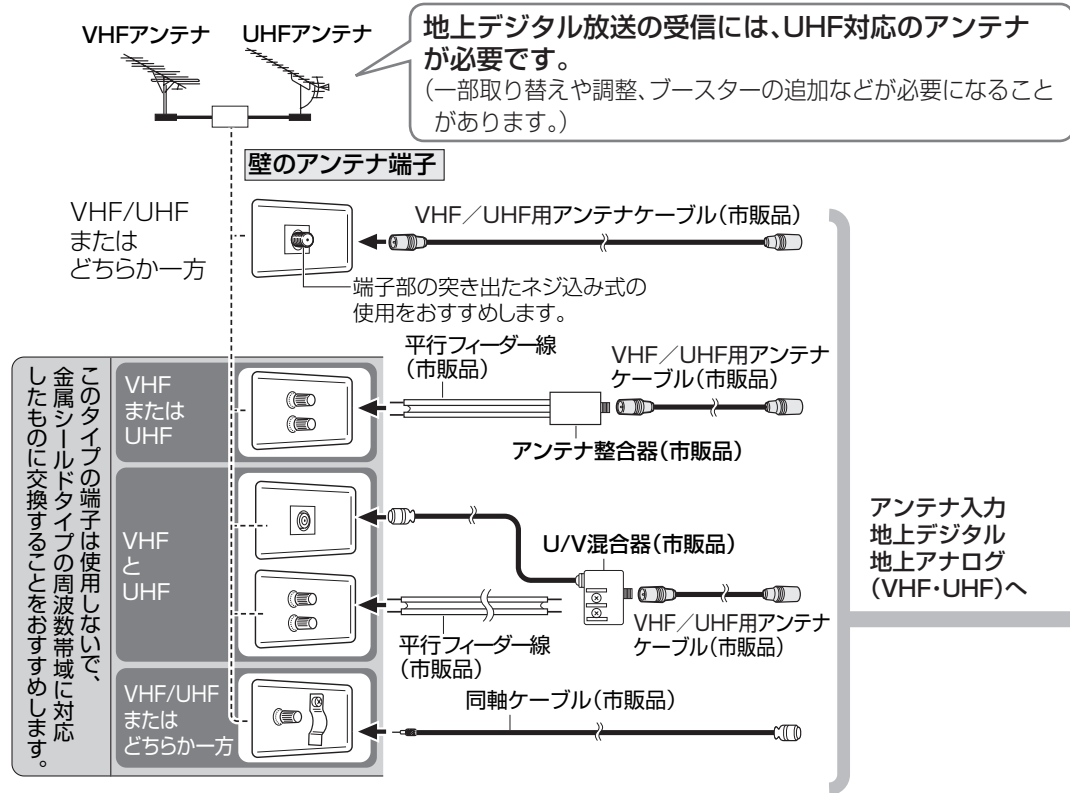 VHFアンテナ
UHFアンテナ
地上デジタル放送の受信には、UHF対応のアンテナ
が必要です。
(一部取り替えや調整、ブースターの追加などが必要になること
があります。)
壁のアンテナ端子
VHF/UHF
または
どちらか一方
VHF／UHF用アンテナケーブル(市販品)
端子部の突き出たネジ込み式の
使用をおすすめします。
このタイプの端子は使用しないで、
金属シールドタイプの周波数帯域に対応
したものに交換することをおすすめします。
VHF
または
UHF
平行フィーダー線
(市販品)
VHF／UHF用アンテナ
ケーブル(市販品)
アンテナ整合器(市販品)
VHF
と
UHF
U/V混合器(市販品)
平行フィーダー線
(市販品)
VHF／UHF用アンテナ
ケーブル(市販品)
VHF/UHF
または
どちらか一方
同軸ケーブル(市販品)
アンテナ入力
地上デジタル
地上アナログ
(VHF・UHF)へ